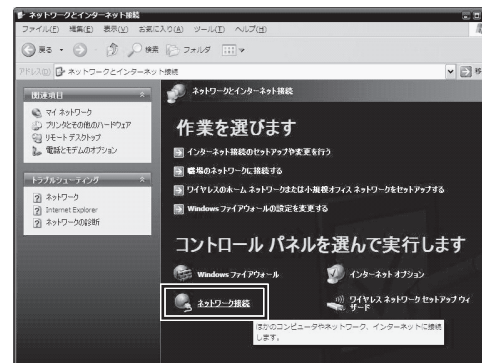 ネットワークとインターネット接続
ファイル(F) 編集(E) 表示(V) お気に入り(A) ツール(T) ヘルプ(H)
戻る 検索 フォルダ
アドレス(D) ネットワークとインターネット接続 移
関連項目
マイ ネットワーク
プリンタとその他のハードウェア
リモート デスクトップ
電話とモデムのオプション
トラブルシューティング
ネットワーク
Internet Explorer
ネットワークの診断
ネットワークとインターネット接続
作業を選びます
インターネット接続のセットアップや変更を行う
職場のネットワークに接続する
ワイヤレスのホーム ネットワークまたは小規模オフィス ネットワークをセットアップする
Windows ファイアウォールの設定を変更する
コントロール パネルを選んで実行します
Windows ファイアウォール インターネット オプション
ネットワーク接続 ワイヤレス ネットワーク セットアップ ウィ
ザード
ほかのコンピュータやネットワーク、インターネットに接続
します。